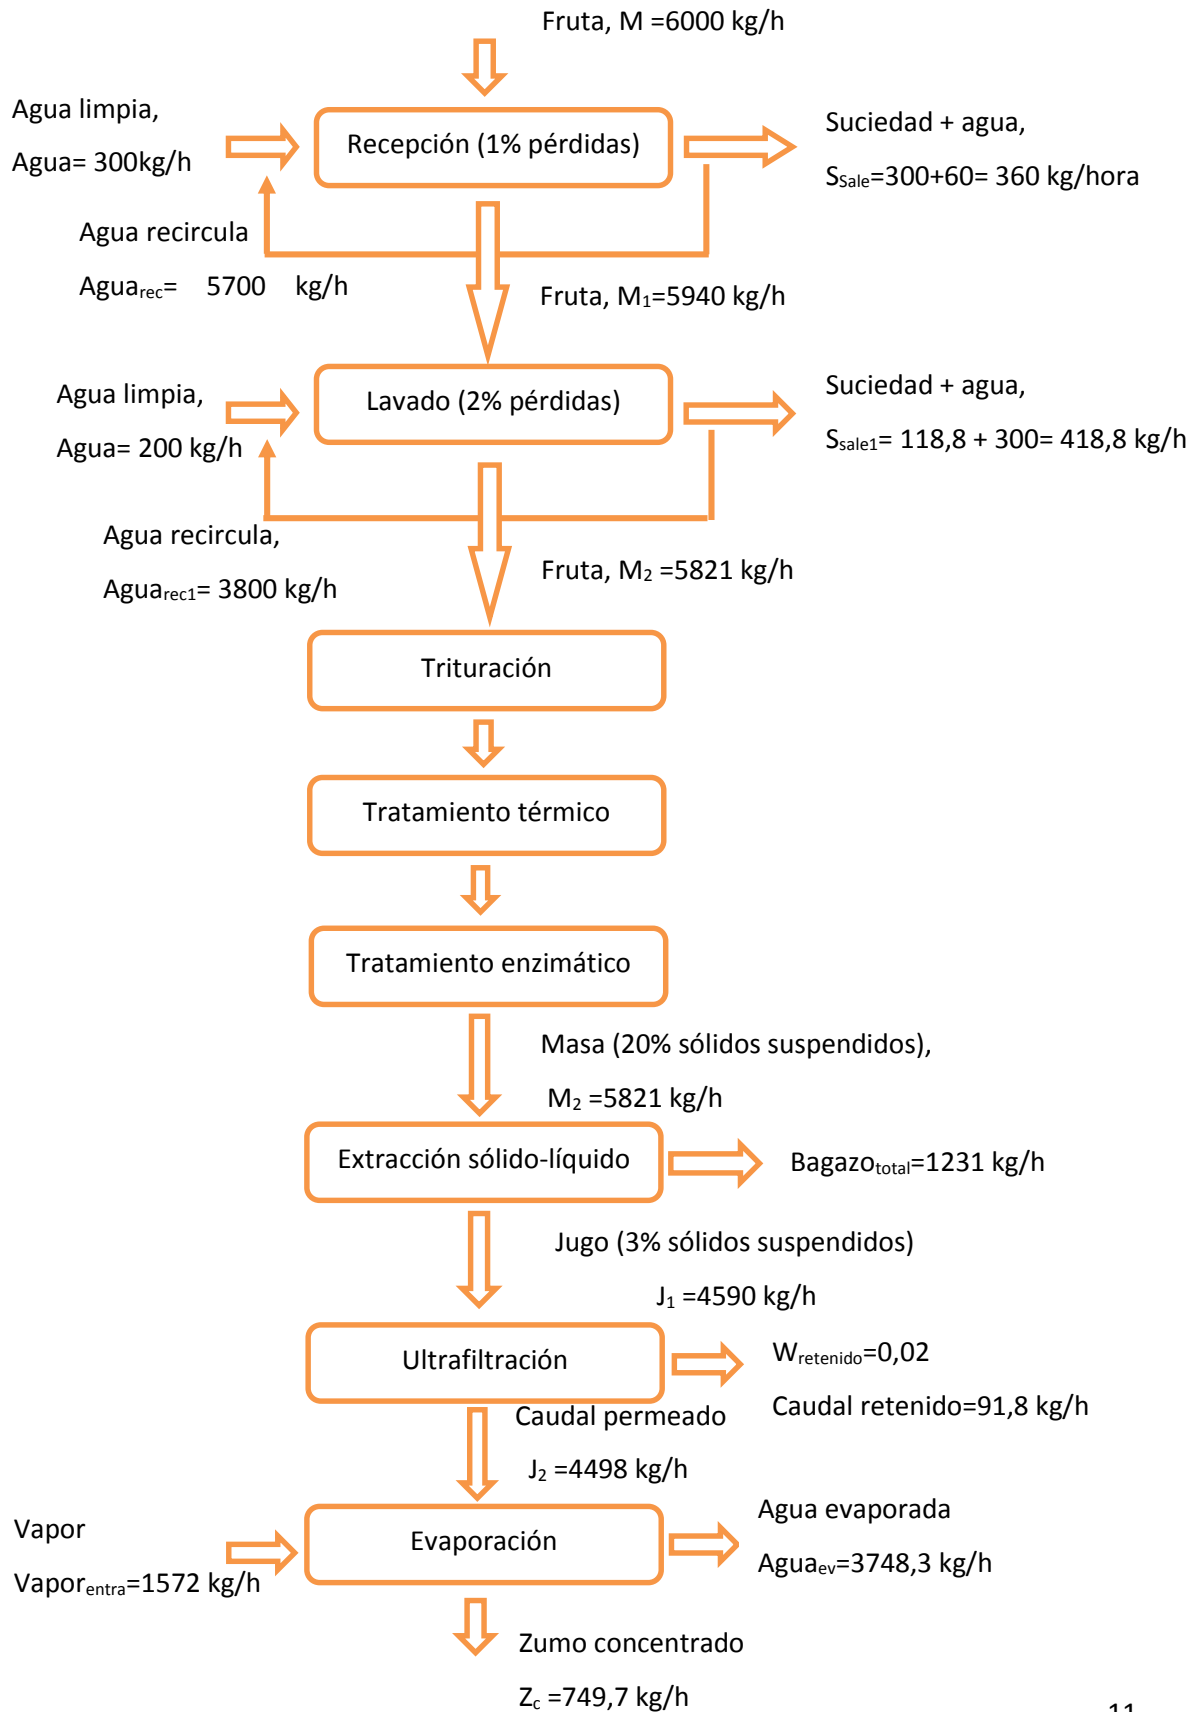 Fruta, M =6000 kg/h
Agua limpia,
Agua= 300kg/h
Recepción (1% pérdidas)
Suciedad + agua,
SSale=300+60= 360 kg/hora
Agua recircula
Aguarec= 5700 kg/h
Fruta, M1=5940 kg/h
Agua limpia,
Agua= 200 kg/h
Lavado (2% pérdidas)
Suciedad + agua,
Ssale1= 118,8 + 300= 418,8 kg/h
Agua recircula,
Aguarec1= 3800 kg/h
Fruta, M2 =5821 kg/h
Trituración
Tratamiento térmico
Tratamiento enzimático
Masa (20% sólidos suspendidos),
M2 =5821 kg/h
Extracción sólido-líquido
Bagazototal=1231 kg/h
Jugo (3% sólidos suspendidos)
J1 =4590 kg/h
Ultrafiltración
Wretenido=0,02
Caudal retenido=91,8 kg/h
Caudal permeado
J2 =4498 kg/h
Vapor
Vaporentra=1572 kg/h
Evaporación
Agua evaporada
Aguaev=3748,3 kg/h
Zumo concentrado
Zc =749,7 kg/h
11